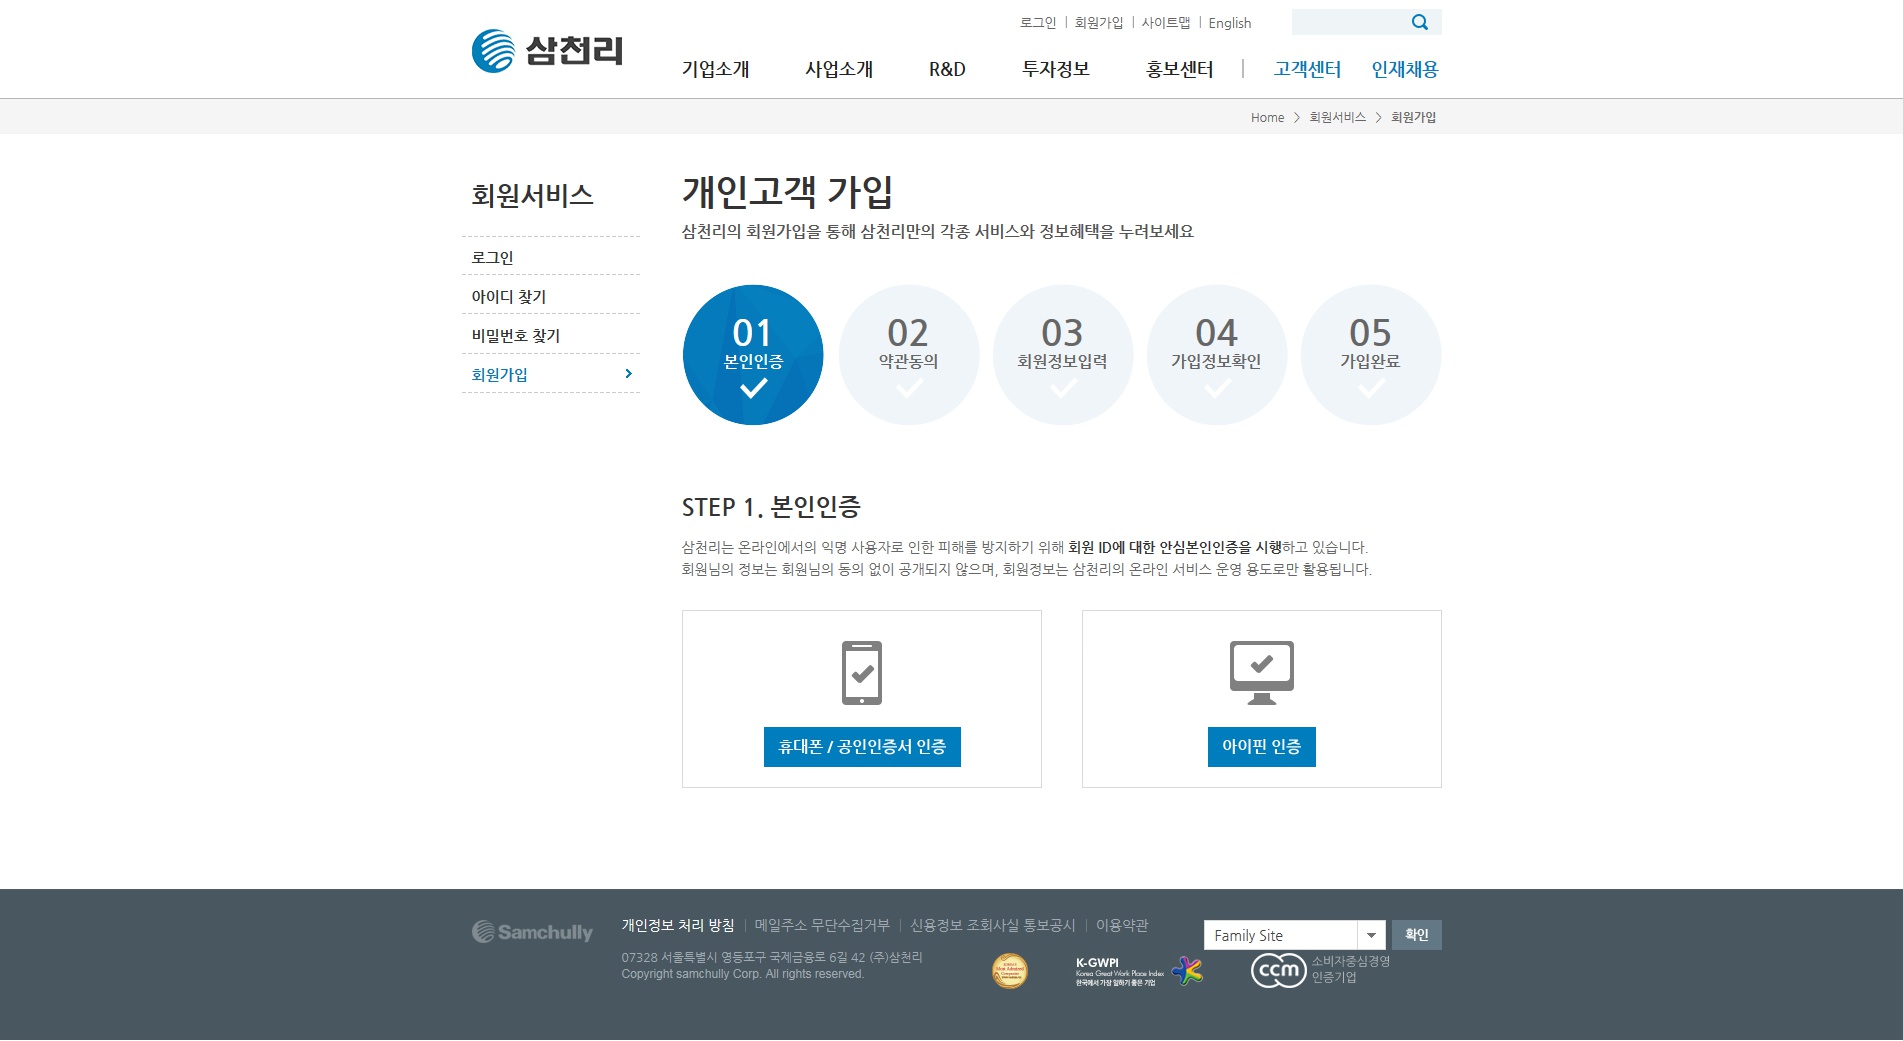 로그인 회원가입 사이트맵 English
삼천리
기업소개 사업소개 R&D 투자정보 홍보센터 고객센터 인재채용
Home > 회원서비스 > 회원가입
회원서비스
로그인
아이디 찾기
비밀번호 찾기
회원가입
개인고객 가입
삼천리의 회원가입을 통해 삼천리만의 각종 서비스와 정보혜택을 누려보세요
01
본인인증
02
약관동의
03
회원정보입력
04
가입정보확인
05
가입완료
STEP 1. 본인인증
삼천리는 온라인에서의 익명 사용자로 인한 피해를 방지하기 위해 회원 ID에 대한 안심본인인증을 시행하고 있습니다.
회원님의 정보는 회원님의 동의 없이 공개되지 않으며, 회원정보는 삼천리의 온라인 서비스 운영 용도로만 활용됩니다.
휴대폰 / 공인인증서 인증
아이핀 인증
Samchully
개인정보 처리 방침 메일주소 무단수집거부 신용정보 조회사실 통보공시 이용약관
Family Site
확인
07328 서울특별시 영등포구 국제금융로 6길 42 (주)삼천리
Copyright samchully Corp. All rights reserved.
K-GWPI
Korea Great Work Place Index
한국에서 가장 일하기 좋은 기업
ccm
소비자중심경영
인증기업